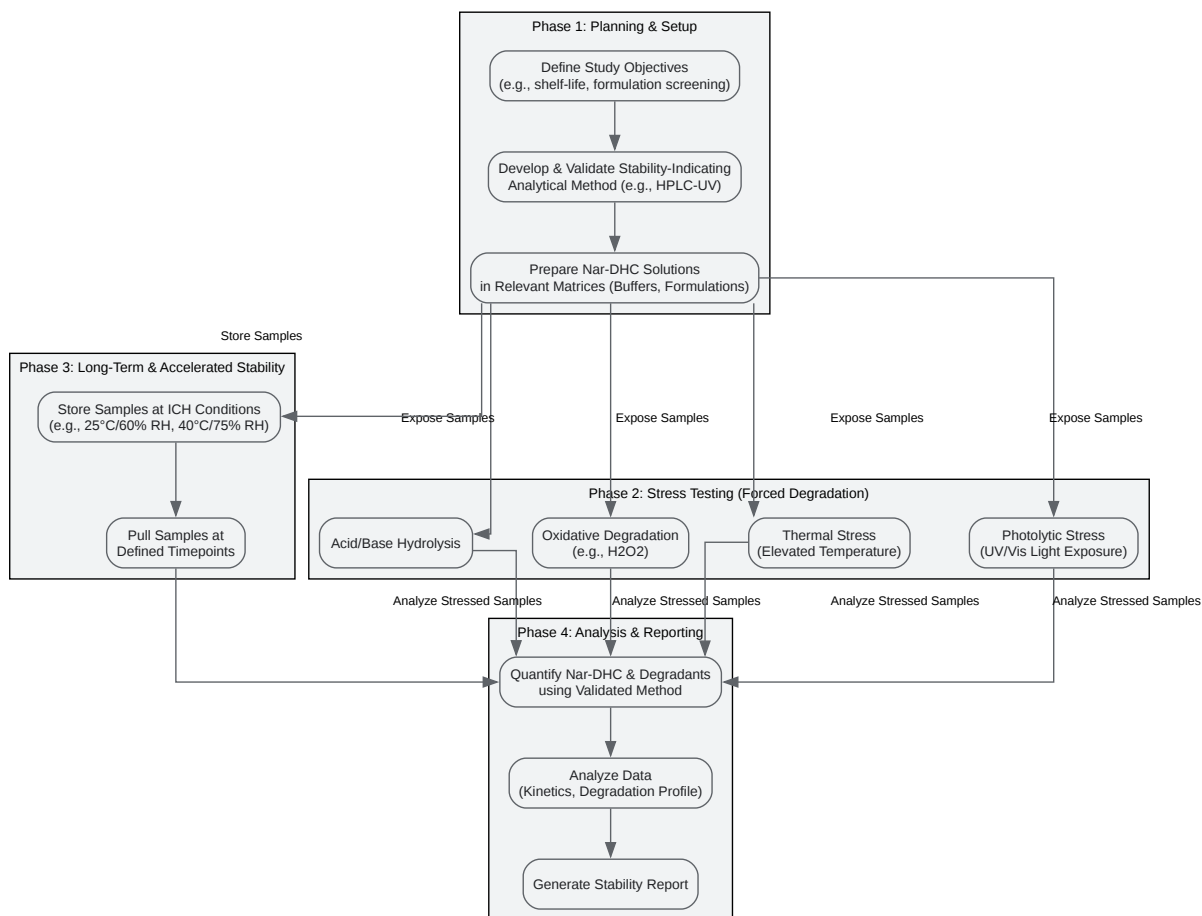 Phase 1: Planning & Setup
Define Study Objectives
(e.g., shelf-life, formulation screening)
Develop & Validate Stability-Indicating
Analytical Method (e.g., HPLC-UV)
Prepare Nar-DHC Solutions
in Relevant Matrices (Buffers, Formulations)
Store Samples
Phase 3: Long-Term & Accelerated Stability
Store Samples at ICH Conditions
(e.g., 25°C/60% RH, 40°C/75% RH)
Pull Samples at
Defined Timepoints
Expose Samples
Expose Samples
Expose Samples
Expose Samples
Phase 2: Stress Testing (Forced Degradation)
Acid/Base Hydrolysis
Oxidative Degradation
(e.g., H2O2)
Thermal Stress
(Elevated Temperature)
Photolytic Stress
(UV/Vis Light Exposure)
Analyze Stressed Samples
Analyze Stressed Samples
Analyze Stressed Samples
Analyze Stressed Samples
Phase 4: Analysis & Reporting
Quantify Nar-DHC & Degradants
using Validated Method
Analyze Data
(Kinetics, Degradation Profile)
Generate Stability Report